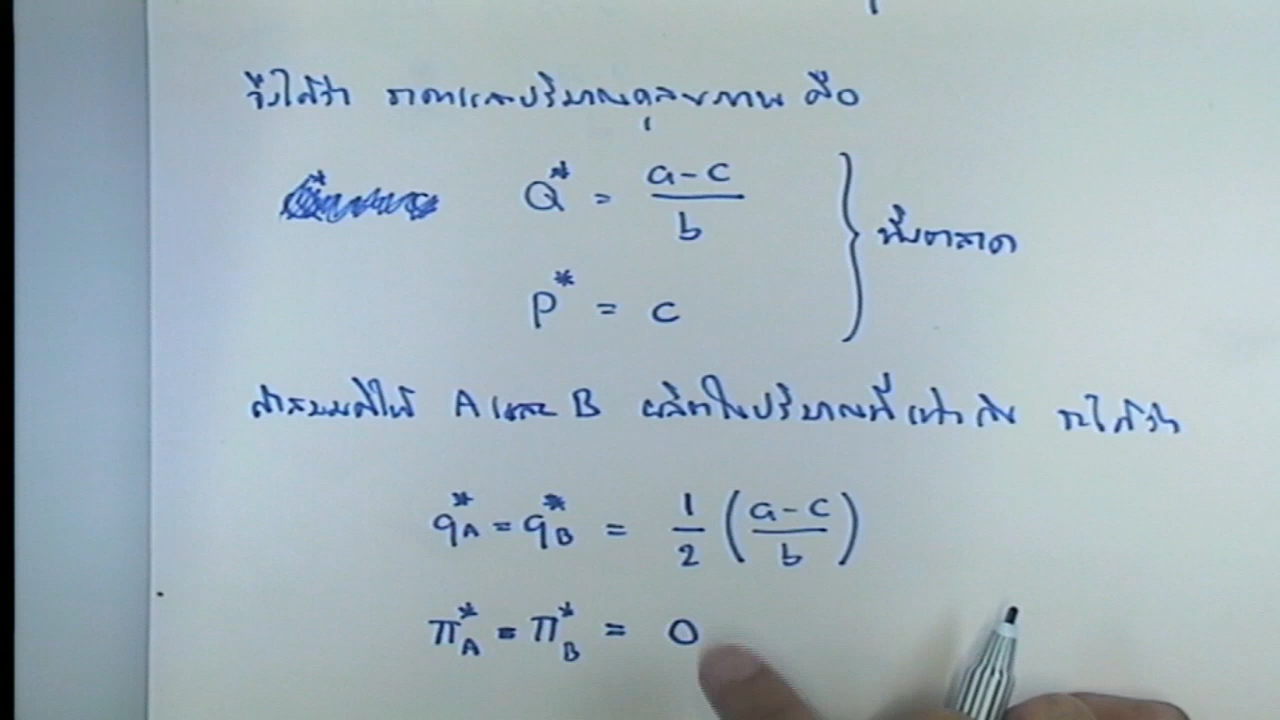 จึงได้ว่า ราคาและปริมาณดุลยภาพ คือ
Q* = (a-c)/b
P* = c
} ทั้งตลาด
ถ้าสมมติให้ A และ B ผลิตในปริมาณที่เท่ากัน จะได้ว่า
q*A = q*B = 1/2 ((a-c)/b)
π*A = π*B = 0